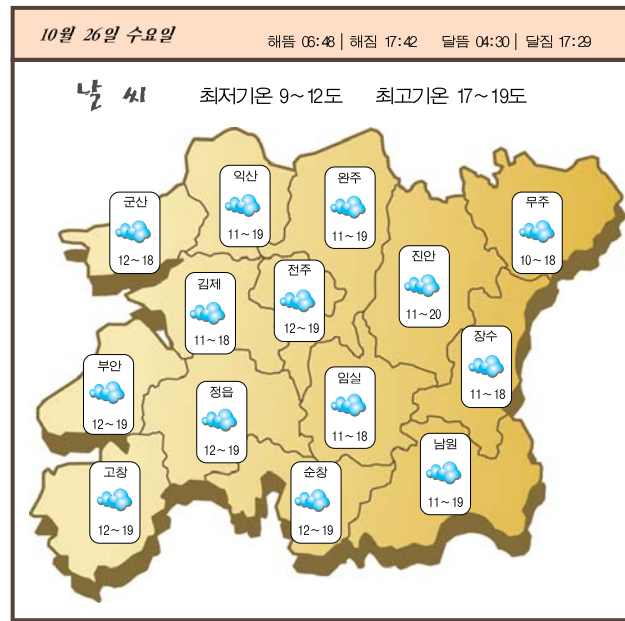 10월 26일 수요일 해뜸 06:48 | 해짐 17:42 달뜸 04:30 | 달짐 17:29
날 씨 최저기온 9~12도 최고기온 17~19도
군산
12~18
익산
11~19
완주
11~19
무주
10~18
김제
11~18
전주
12~19
진안
11~20
장수
11~18
부안
12~19
정읍
12~19
임실
11~18
남원
11~19
고창
12~19
순창
12~19